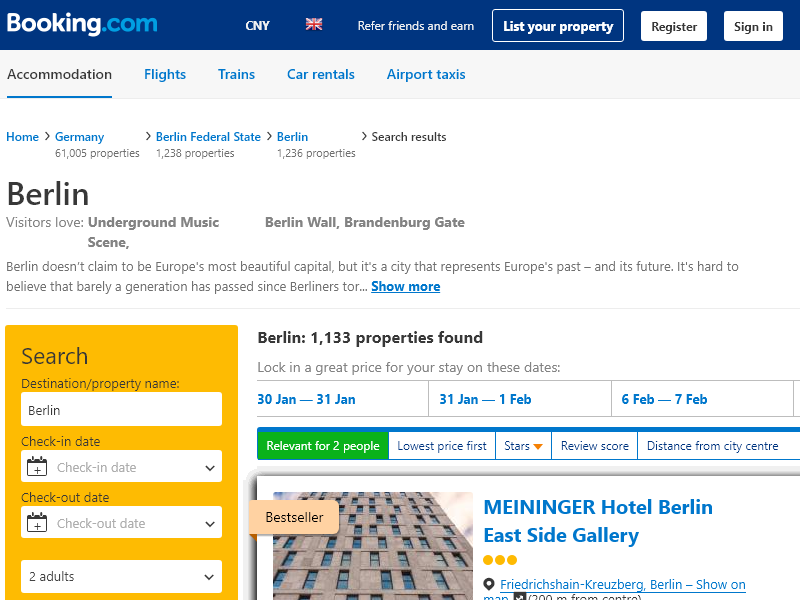 Booking.com
CNY
Refer friends and earn
List your property
Register
Sign in
Accommodation
Flights
Trains
Car rentals
Airport taxis
Home > Germany > Berlin Federal State > Berlin > Search results
61,005 properties 1,238 properties 1,236 properties
Berlin
Visitors love: Underground Music Scene, Berlin Wall, Brandenburg Gate
Berlin doesn't claim to be Europe's most beautiful capital, but it's a city that represents Europe's past – and its future. It's hard to
believe that barely a generation has passed since Berliners tor... Show more
Search
Destination/property name:
Berlin
Check-in date
Check-in date
Check-out date
Check-out date
2 adults
Berlin: 1,133 properties found
Lock in a great price for your stay on these dates:
30 Jan — 31 Jan
31 Jan — 1 Feb
6 Feb — 7 Feb
Relevant for 2 people
Lowest price first
Stars
Review score
Distance from city centre
Bestseller
MEININGER Hotel Berlin
East Side Gallery
Friedrichshain-Kreuzberg, Berlin – Show on
map (200 m from centre)